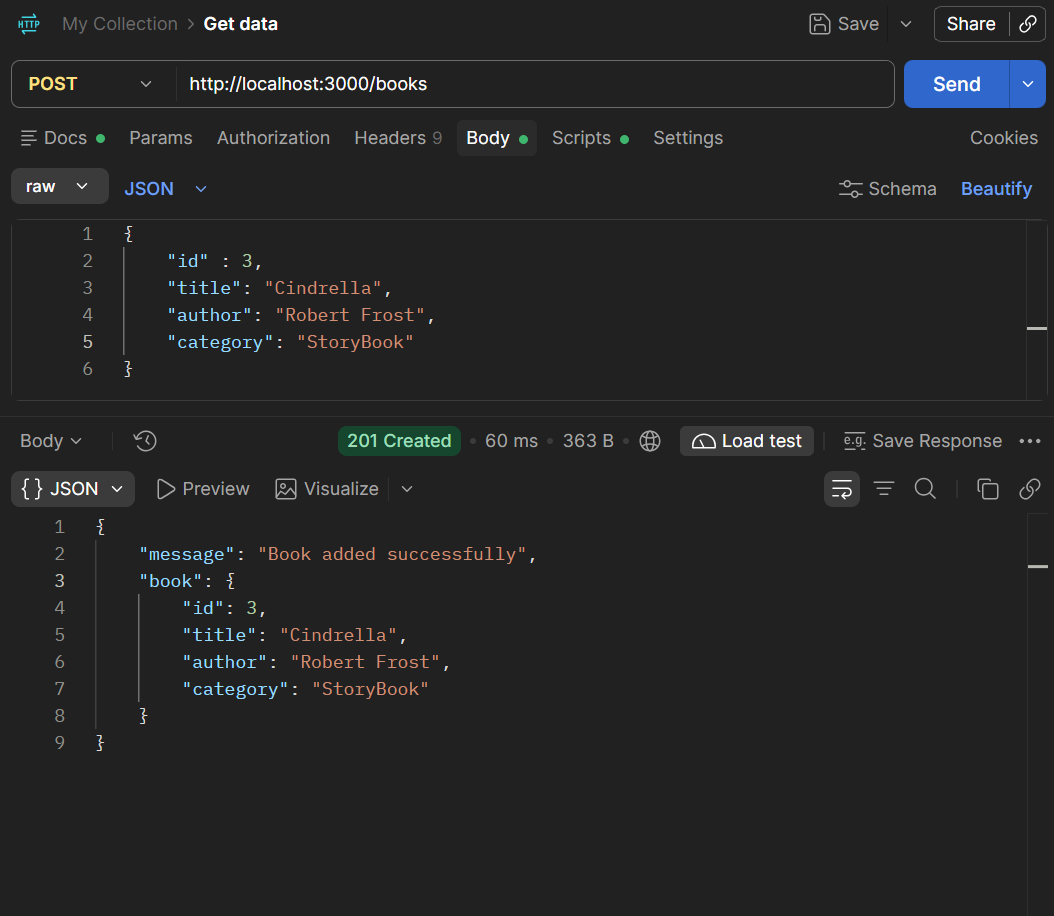 HTTP My Collection > Get data Save Share
POST http://localhost:3000/books Send
Docs Params Authorization Headers 9 Body Scripts Settings Cookies
raw JSON Schema Beautify
1 {
2 "id" : 3,
3 "title": "Cindrella",
4 "author": "Robert Frost",
5 "category": "StoryBook"
6 }
Body 201 Created • 60 ms • 363 B • Load test e.g. Save Response
{} JSON Preview Visualize
1 {
2 "message": "Book added successfully",
3 "book": {
4 "id": 3,
5 "title": "Cindrella",
6 "author": "Robert Frost",
7 "category": "StoryBook"
8 }
9 }